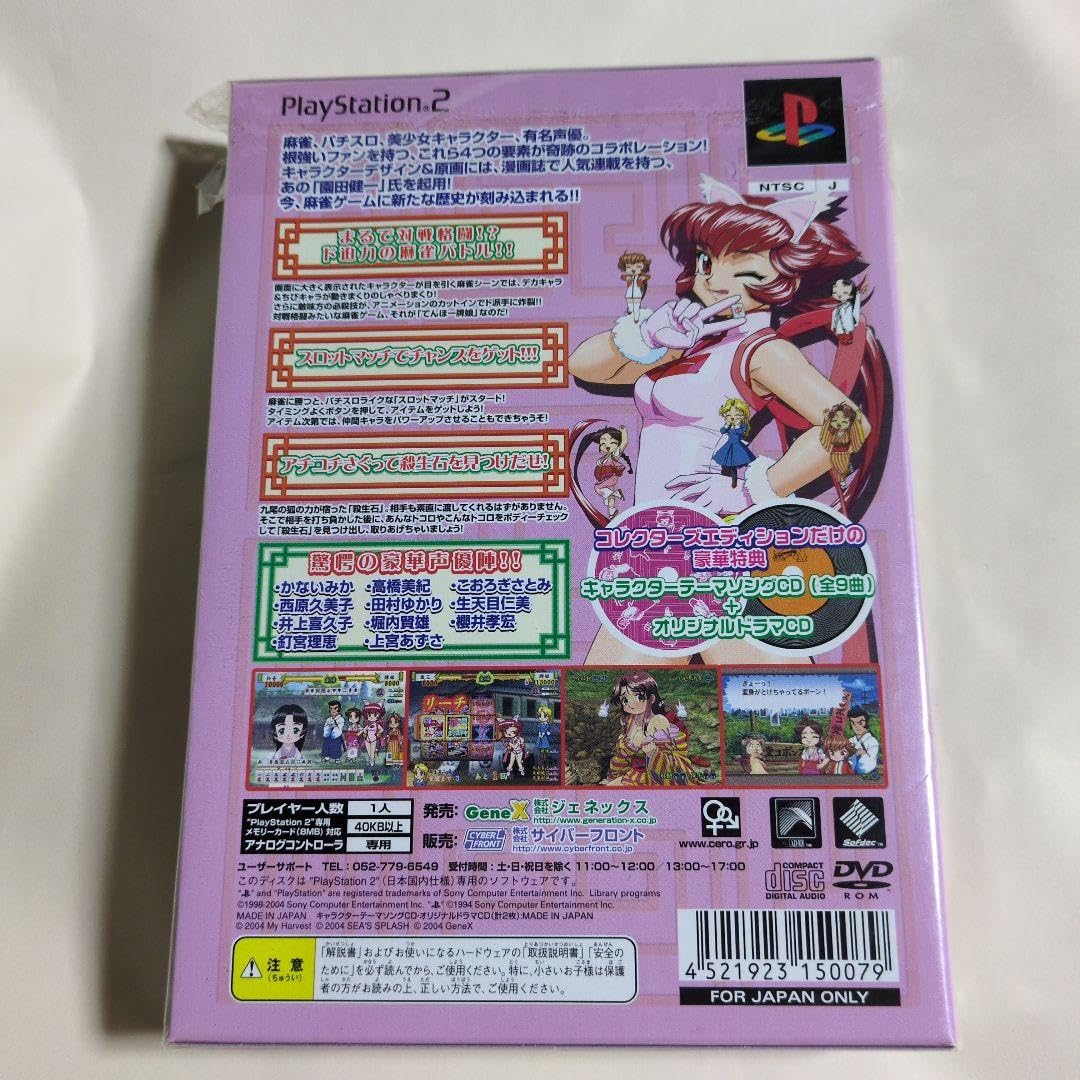 PlayStation®2
NTSC J
麻雀、パチスロ、美少女キャラクター、有名声優。
根強いファンを持つ、これら4つの要素が奇跡のコラボレーション!
キャラクターデザイン&原画には、漫画誌で人気連載を持つ、
あの「園田健一」氏を起用!
今、麻雀ゲームに新たな歴史が刻み込まれる!!
まるで対戦格闘!?
ド迫力の麻雀バトル!!
画面に大きく表示されたキャラクターが目を引く麻雀シーンでは、デカキャラ
&ちびキャラが動きまくりのしゃべりまくり!
さらに敵味方の必殺技が、アニメーションのカットインでド派手に炸裂!!
対戦格闘みたいな麻雀ゲーム、それが「てんほー牌娘」なのだ!
スロットマッチでチャンスをゲット!!!
麻雀に勝つと、パチスロライクな「スロットマッチ」がスタート!
タイミングよくボタンを押して、アイテムをゲットしよう!
アイテム次第では、仲間キャラをパワーアップさせることもできちゃうぞ!
アチコチさぐって殺生石を見つけだせ!
九尾の狐の力が宿った「殺生石」。相手も素直に渡してくれるはずがありません。
そこで相手を打ち負かした後に、あんなトコロやこんなトコロをボディーチェック
して「殺生石」を見つけ出し、取りあげちゃいましょう!
驚愕の豪華声優陣!!
・かないみか ・高橋美紀 ・こおろぎさとみ
・西原久美子 ・田村ゆかり ・生天目仁美
・井上喜久子 ・堀内賢雄 ・櫻井孝宏
・釘宮理恵 ・上宮あずさ
コレクターズエディションだけの
豪華特典
キャラクターテーマソングCD(全9曲)
+
オリジナルドラマCD
リーチ
あと1回
ぎょーっ!
変身がとけちゃってるポーン!
プレイヤー人数 1人
"PlayStation 2"専用
メモリーカード(8MB)対応 40KB以上
アナログコントローラ 専用
発売: GeneX 株式会社ジェネックス
http://www.generation-x.co.jp
販売: CYBER FRONT 株式会社サイバーフロント
http://www.cyberfront.co.jp
www.cero.gr.jp
Sofdec
ユーザーサポート TEL:052-779-6549 受付時間:土・日・祝日を除く 11:00〜12:00/13:00〜17:00
このディスクは"PlayStation 2"(日本国内仕様)専用のソフトウェアです。
" " and "PlayStation" are registered trademarks of Sony Computer Entertainment Inc. Library programs
©1998-2004 Sony Computer Entertainment Inc. " " ©1994 Sony Computer Entertainment Inc.
MADE IN JAPAN キャラクターテーマソングCD・オリジナルドラマCD(計2枚):MADE IN JAPAN
© 2004 My Harvest © 2004 SEA'S SPLASH © 2004 GeneX
COMPACT disc DIGITAL AUDIO
DVD ROM
注意
(ちゅうい)
「解説書」およびお使いになるハードウェアの「取扱説明書」「安全の
ために」を必ず読んでから、ご使用ください。特に、小さいお子様は保護
者の方がお読みの上、正しい方法で、ご使用ください。
4 521923 150079
FOR JAPAN ONLY